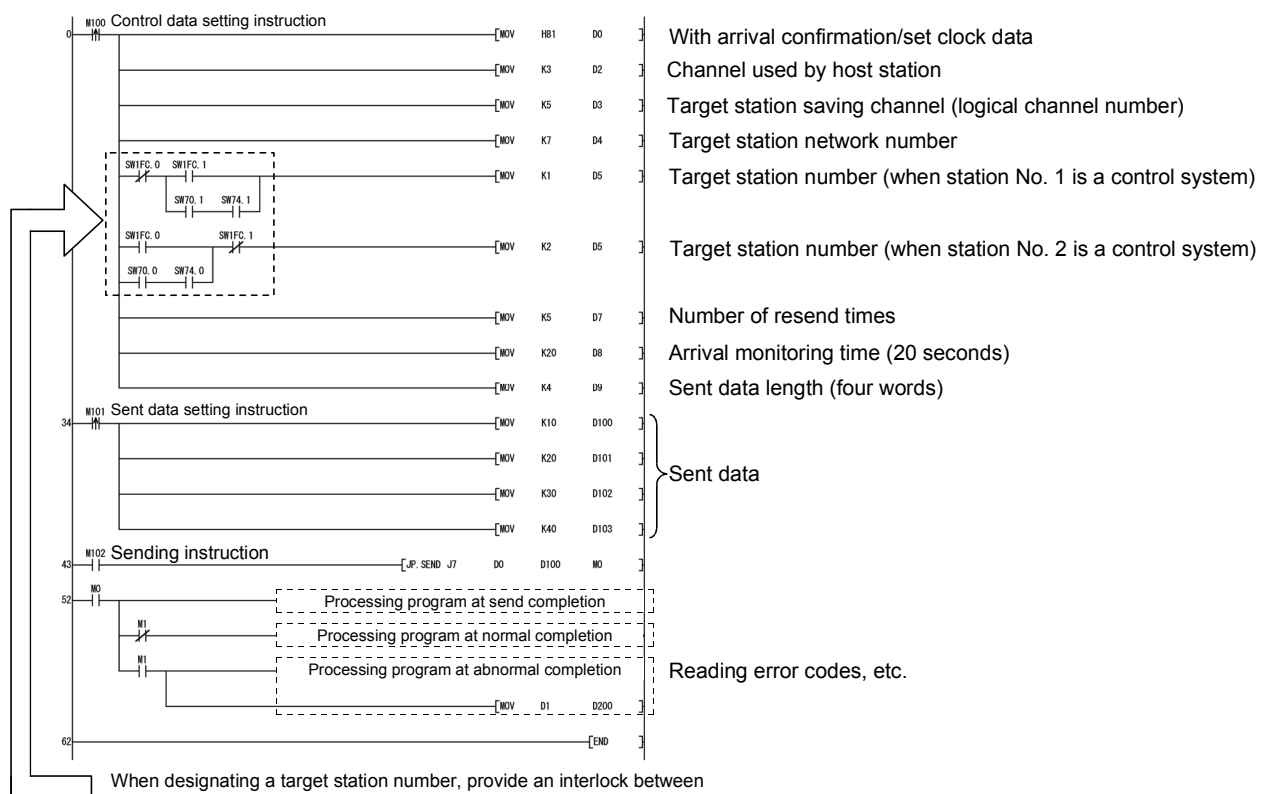 M100 Control data setting instruction
0 [MOV H81 D0 ] With arrival confirmation/set clock data
[MOV K3 D2 ] Channel used by host station
[MOV K5 D3 ] Target station saving channel (logical channel number)
[MOV K7 D4 ] Target station network number
SW1FC.0 SW1FC.1
[MOV K1 D5 ] Target station number (when station No. 1 is a control system)
SW70.1 SW74.1
SW1FC.0 SW1FC.1
[MOV K2 D5 ] Target station number (when station No. 2 is a control system)
SW70.0 SW74.0
[MOV K5 D7 ] Number of resend times
[MOV K20 D8 ] Arrival monitoring time (20 seconds)
[MOV K4 D9 ] Sent data length (four words)
M101 Sent data setting instruction
34 [MOV K10 D100 ]
[MOV K20 D101 ]
Sent data
[MOV K30 D102 ]
[MOV K40 D103 ]
M102 Sending instruction
43 [JP.SEND J7 D0 D100 M0 ]
M0
52 Processing program at send completion
M1
Processing program at normal completion
M1
Processing program at abnormal completion Reading error codes, etc.
[MOV D1 D200 ]
62 [END ]
When designating a target station number, provide an interlock between